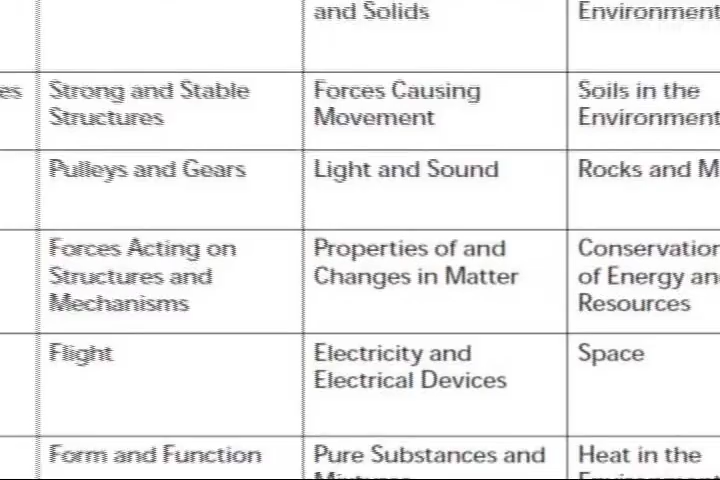 and Solids
Environment
es
Strong and Stable
Structures
Forces Causing
Movement
Soils in the
Environment
Pulleys and Gears
Light and Sound
Rocks and M
Forces Acting on
Structures and
Mechanisms
Properties of and
Changes in Matter
Conservation
of Energy an
Resources
Flight
Electricity and
Electrical Devices
Space
Form and Function
Pure Substances and
Heat in the